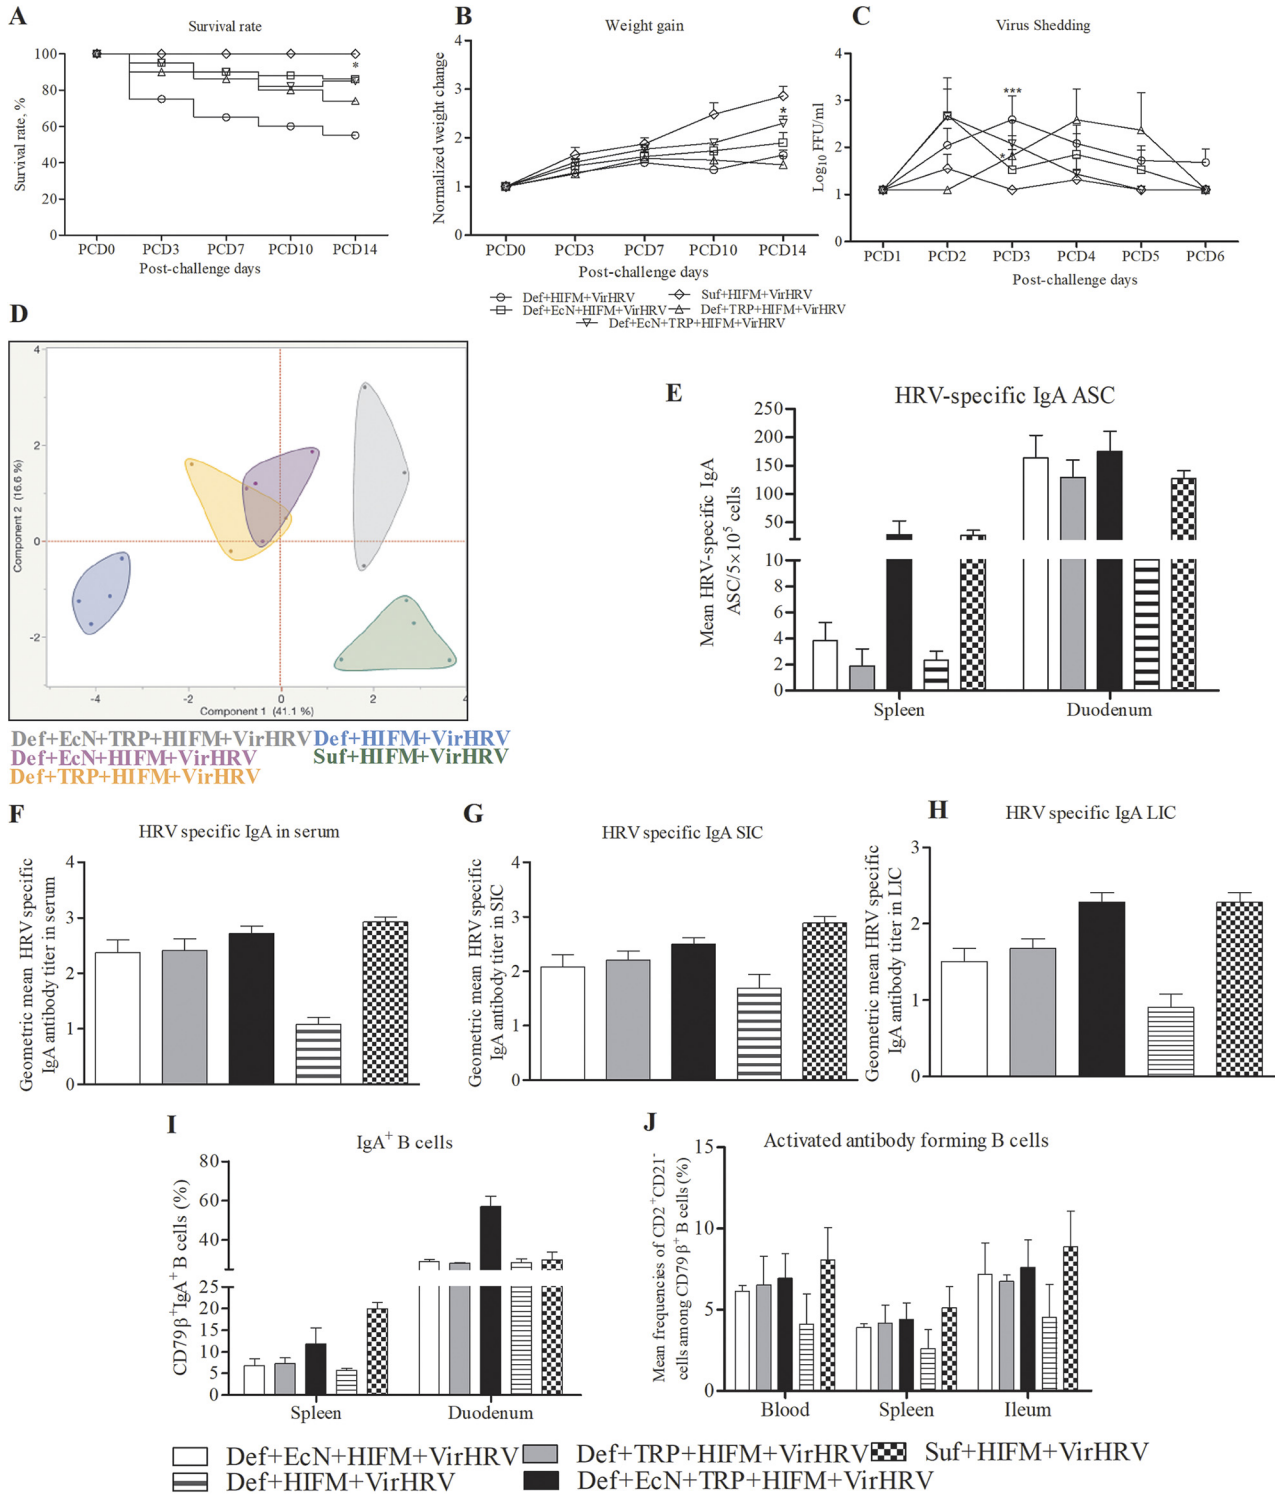 A
Survival rate
Survival rate, %
100
80
60
40
20
0
*
PCD0 PCD3 PCD7 PCD10 PCD14
Post-challenge days
B
Weight gain
Normalized weight change
4
3
2
1
0
*
PCD0 PCD3 PCD7 PCD10 PCD14
Post-challenge days
C
Virus Shedding
Log10 FFU/ml
4
3
2
1
0
***
*
PCD1 PCD2 PCD3 PCD4 PCD5 PCD6
Post-challenge days
Def+HIFM+VirHRV Suf+HIFM+VirHRV
Def+EcN+HIFM+VirHRV Def+TRP+HIFM+VirHRV
Def+EcN+TRP+HIFM+VirHRV
D
Component 2 (16.6 %)
4
2
0
-2
-4 -2 0 2 4
Component 1 (41.1 %)
Def+EcN+TRP+HIFM+VirHRV Def+HIFM+VirHRV
Def+EcN+HIFM+VirHRV Suf+HIFM+VirHRV
Def+TRP+HIFM+VirHRV
E
HRV-specific IgA ASC
Mean HRV-specific IgA
ASC/5×10⁵ cells
250
200
150
100
50
10
8
6
4
2
0
Spleen Duodenum
F
HRV specific IgA in serum
Geometric mean HRV specific
IgA antibody titer in serum
4
3
2
1
0
G
HRV specific IgA SIC
Geometric mean HRV specific
IgA antibody titer in SIC
4
3
2
1
0
H
HRV specific IgA LIC
Geometric mean HRV specific
IgA antibody titer in LIC
3
2
1
0
I
IgA⁺ B cells
CD79β⁺IgA⁺ B cells (%)
80
60
40
25
20
15
10
5
0
Spleen Duodenum
J
Activated antibody forming B cells
Mean frequencies of CD2⁺CD21⁻
cells among CD79β⁺ B cells (%)
15
10
5
0
Blood Spleen Ileum
Def+EcN+HIFM+VirHRV Def+TRP+HIFM+VirHRV Suf+HIFM+VirHRV
Def+HIFM+VirHRV Def+EcN+TRP+HIFM+VirHRV